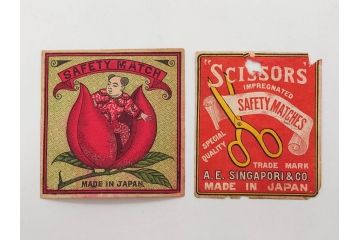 SAFETY MATCH
MADE IN JAPAN.
"SCISSORS"
IMPREGNATED
SAFETY MATCHES
SPECIAL
QUALITY
TRADE MARK
A. E. SINGAPORI & CO.
MADE IN JAPAN.